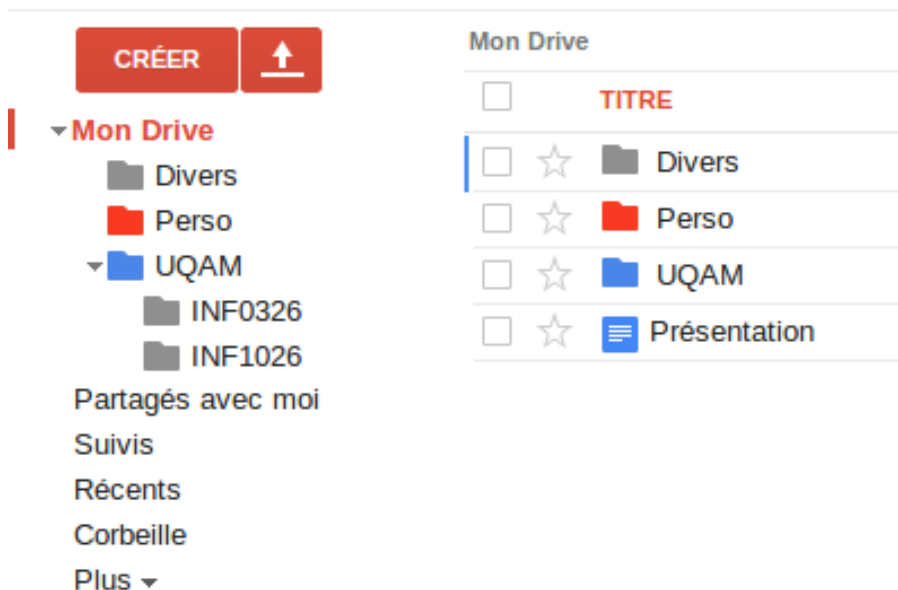 CRÉER
Mon Drive
Divers
Perso
UQAM
INF0326
INF1026
Partagés avec moi
Suivis
Récents
Corbeille
Plus
Mon Drive
TITRE
Divers
Perso
UQAM
Présentation